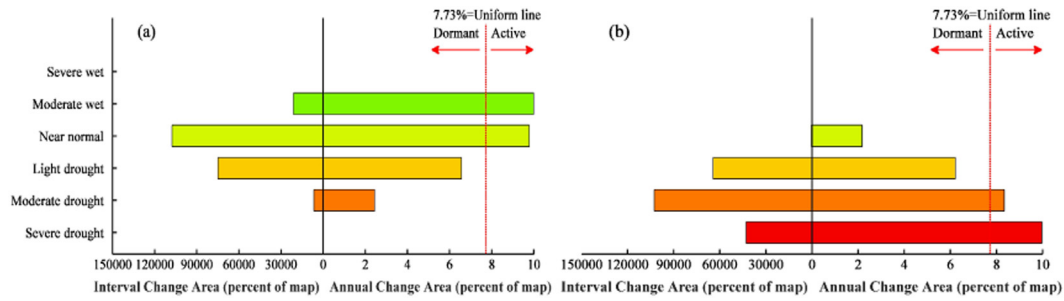 7.73%=Uniform line
Dormant Active
(a)
Severe wet
Moderate wet
Near normal
Light drought
Moderate drought
Severe drought
150000 120000 90000 60000 30000 0 2 4 6 8 10
Interval Change Area (percent of map) Annual Change Area (percent of map)
7.73%=Uniform line
Dormant Active
(b)
150000 120000 90000 60000 30000 0 2 4 6 8 10
Interval Change Area (percent of map) Annual Change Area (percent of map)